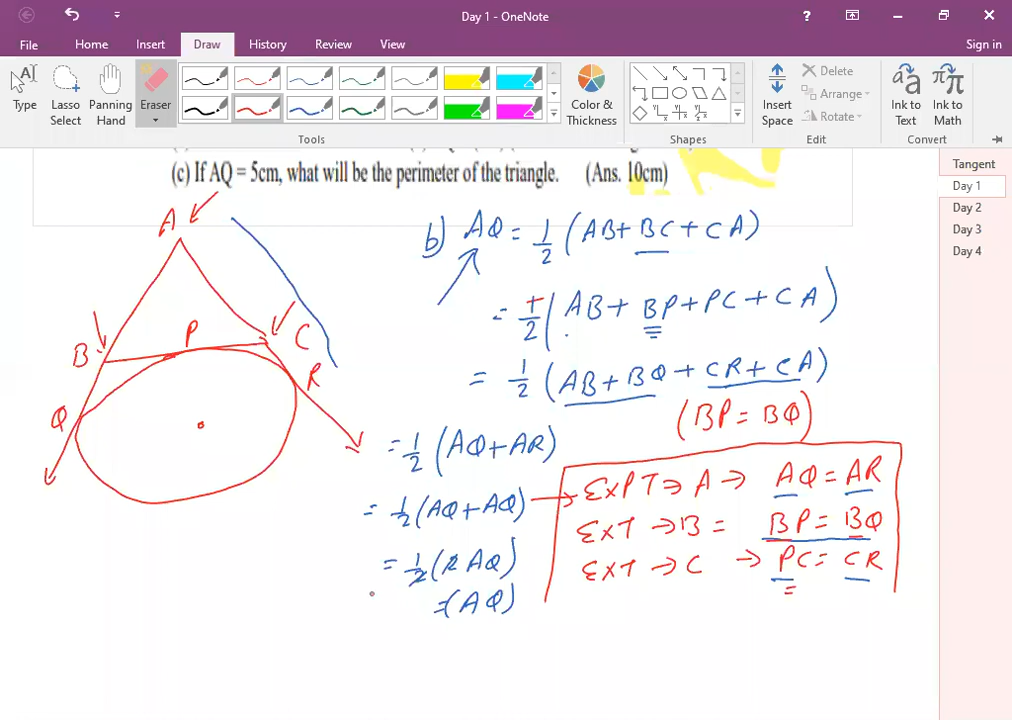 Day 1 - OneNote
?
File Home Insert Draw History Review View Sign in
Type Lasso Select Panning Hand Eraser
Color & Thickness
Insert Space
Delete
Arrange
Rotate
Ink to Text Ink to Math
Tools Shapes Edit Convert
Tangent
Day 1
Day 2
Day 3
Day 4
(c) If AQ = 5cm, what will be the perimeter of the triangle. (Ans. 10cm)
A
B
P
C
Q
R
b) AQ = 1/2 (AB + BC + CA)
= 1/2 (AB + BP + PC + CA)
= 1/2 (AB + BQ + CR + CA)
(BP = BQ)
= 1/2 (AQ + AR)
= 1/2 (AQ + AQ)
= 1/2 (2 AQ)
= (AQ)
EXPT ⇒ A → AQ = AR
EXT → B = BP = BQ
EXT → C → PC = CR